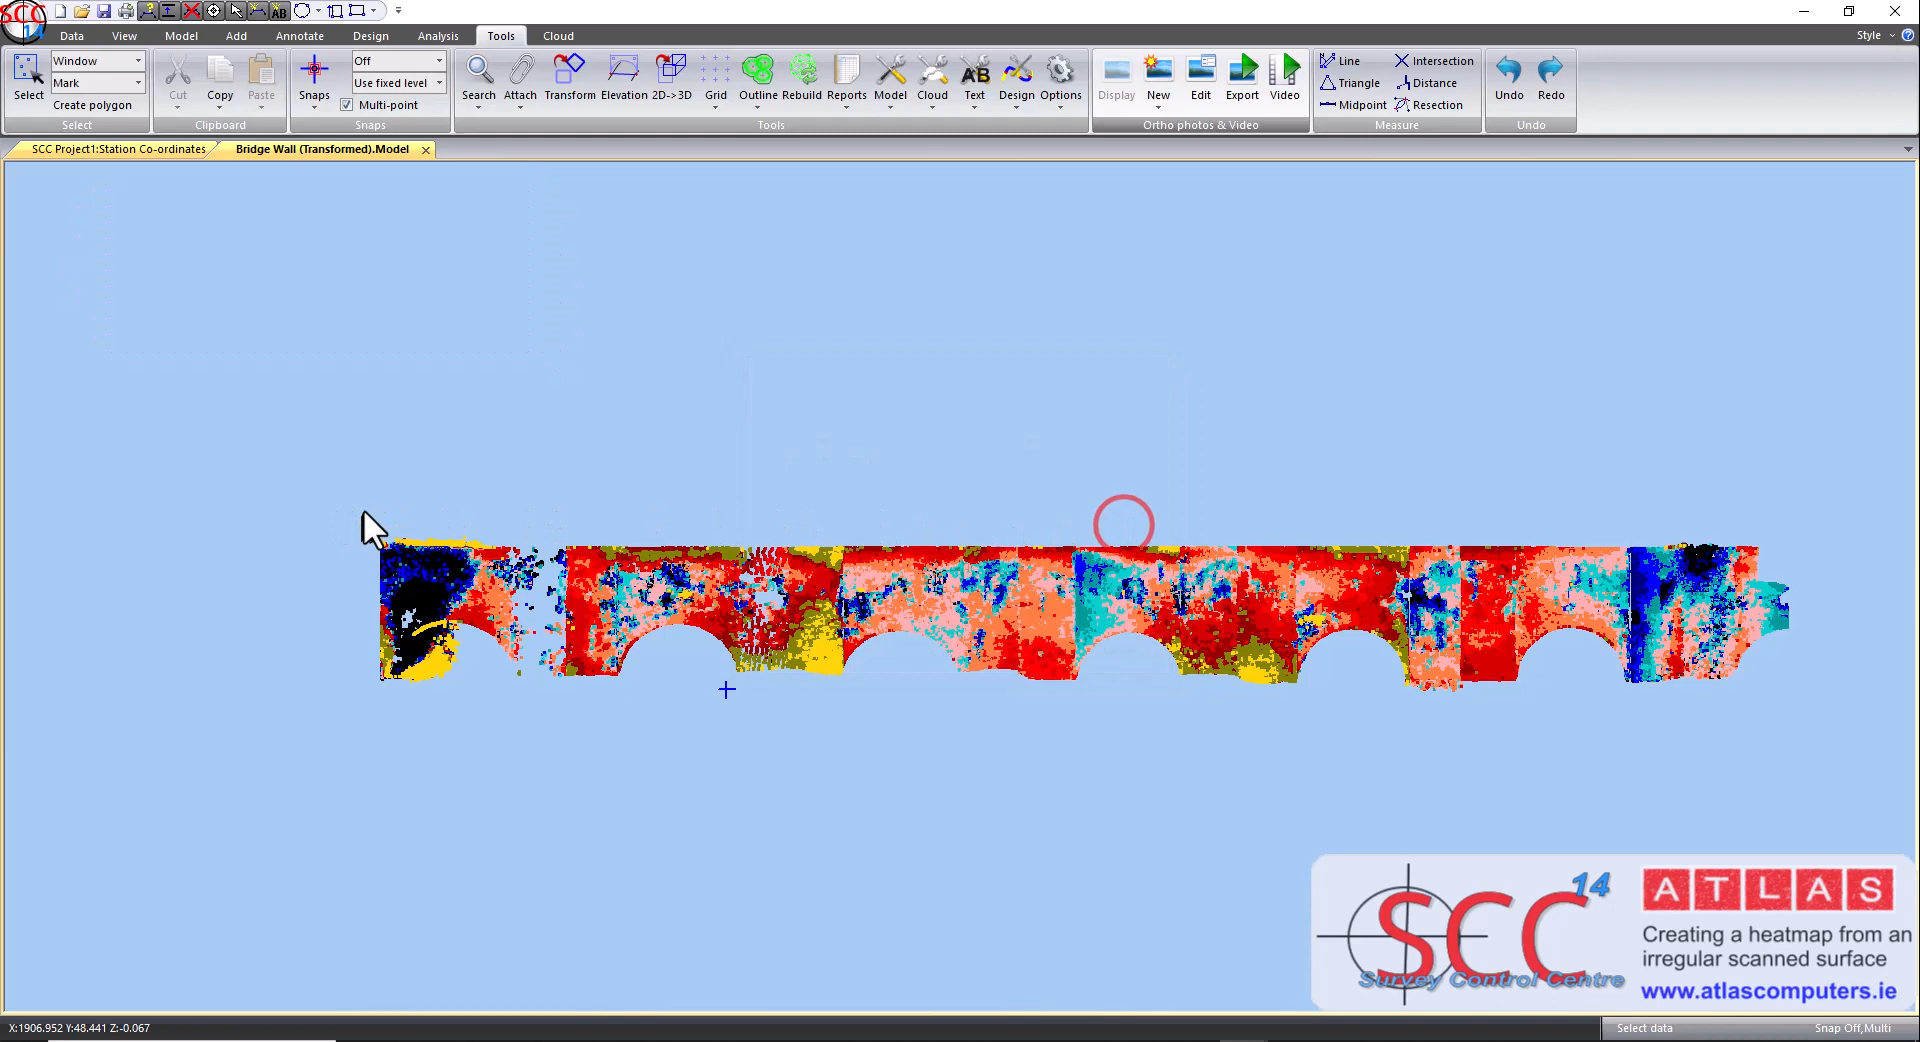 SCC
14
Data View Model Add Annotate Design Analysis Tools Cloud Style
Select Window Mark Create polygon Select
Cut Copy Paste Clipboard
Snaps Off Use fixed level Multi-point Snaps
Search Attach Transform Elevation 2D->3D Grid Outline Rebuild Reports Model Cloud Text Design Options
Tools
Display New Edit Export Video
Ortho photos & Video
Line Intersection
Triangle Distance
Midpoint Resection
Measure
Undo Redo
Undo
SCC Project1:Station Co-ordinates Bridge Wall (Transformed).Model
SCC 14
Survey Control Centre
ATLAS
Creating a heatmap from an
irregular scanned surface
www.atlascomputers.ie
X:1906.952 Y:48.441 Z:-0.067 Select data Snap Off,Multi